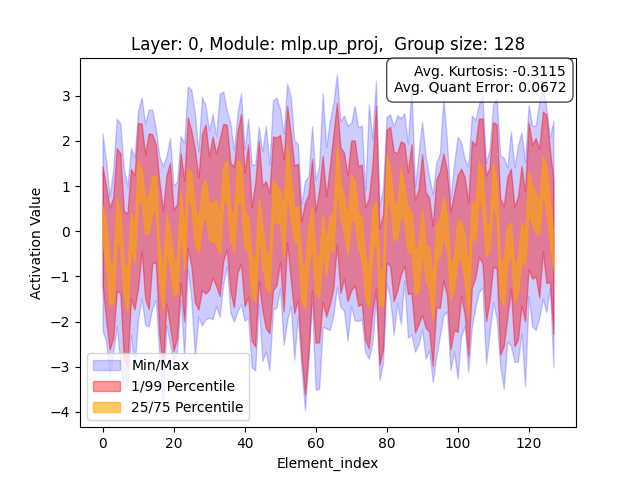 Layer: 0, Module: mlp.up_proj,  Group size: 128
Avg. Kurtosis: -0.3115
Avg. Quant Error: 0.0672
Activation Value
3
2
1
0
−1
−2
−3
−4
Min/Max
1/99 Percentile
25/75 Percentile
0 20 40 60 80 100 120
Element_index